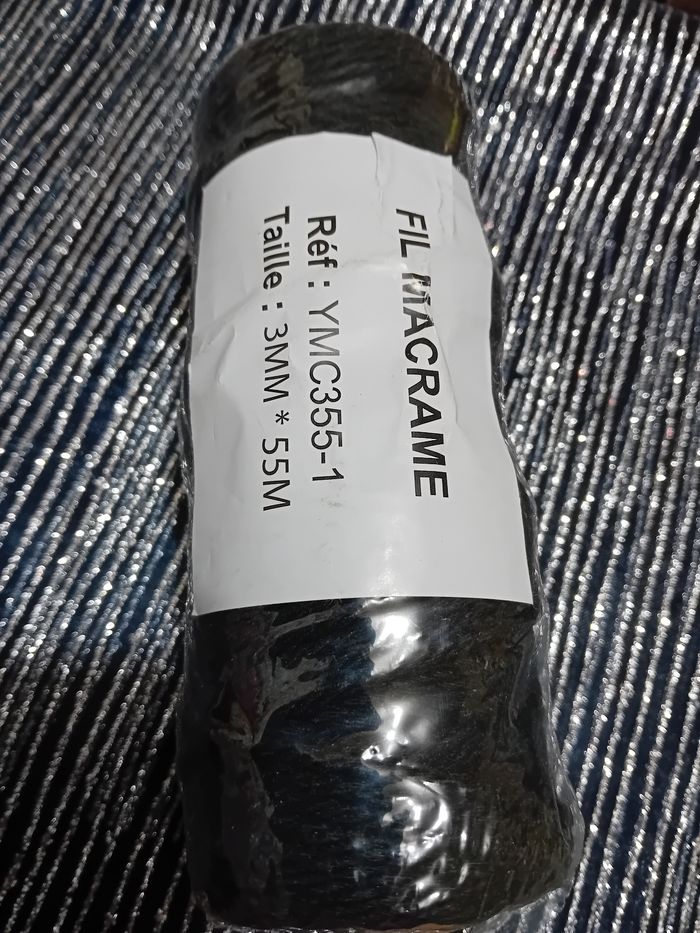 FIL MACRAME
Réf : YMC355-1
Taille : 3MM * 55M